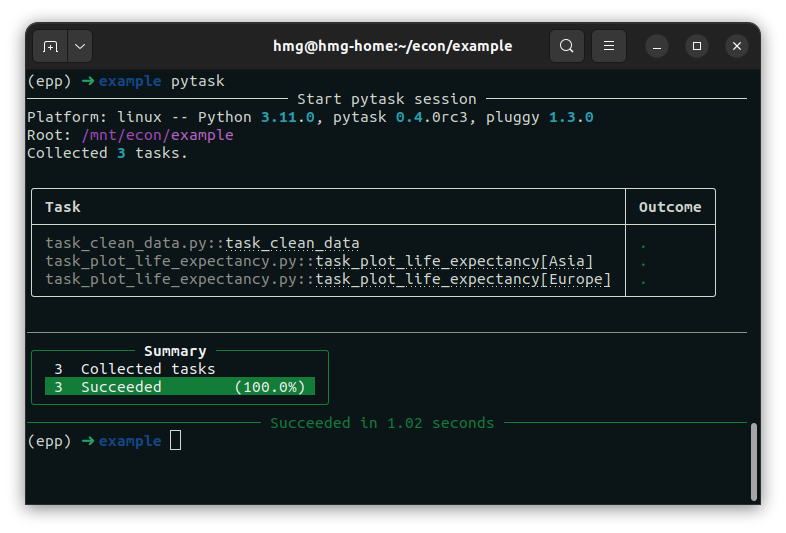 hmg@hmg-home:~/econ/example
(epp) ➜ example pytask
Start pytask session
Platform: linux -- Python 3.11.0, pytask 0.4.0rc3, pluggy 1.3.0
Root: /mnt/econ/example
Collected 3 tasks.
Task Outcome
task_clean_data.py::task_clean_data .
task_plot_life_expectancy.py::task_plot_life_expectancy[Asia] .
task_plot_life_expectancy.py::task_plot_life_expectancy[Europe] .
Summary
3 Collected tasks
3 Succeeded (100.0%)
Succeeded in 1.02 seconds
(epp) ➜ example